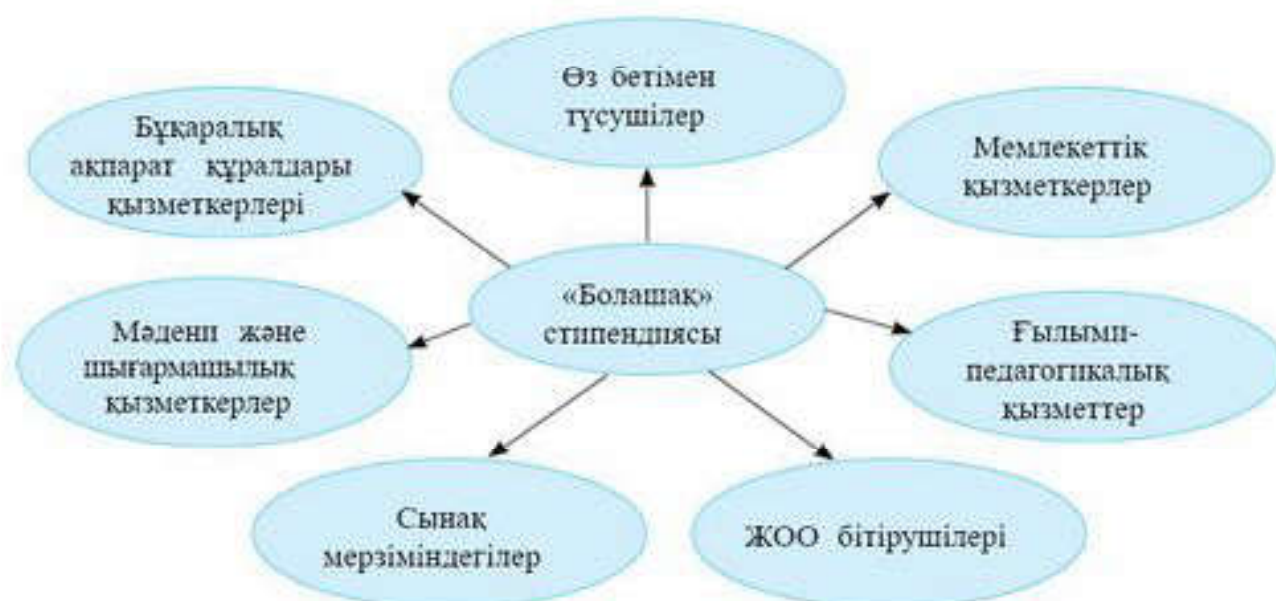 Өз бетімен
түсушілер
Бұқаралық
ақпарат құралдары
қызметкерлері
Мемлекеттік
қызметкерлер
«Болашақ»
стипендиясы
Мәдени және
шығармашылық
қызметкерлер
Ғылыми-
педагогикалық
қызметтер
Сынақ
мерзіміндегілер
ЖОО бітірушілері